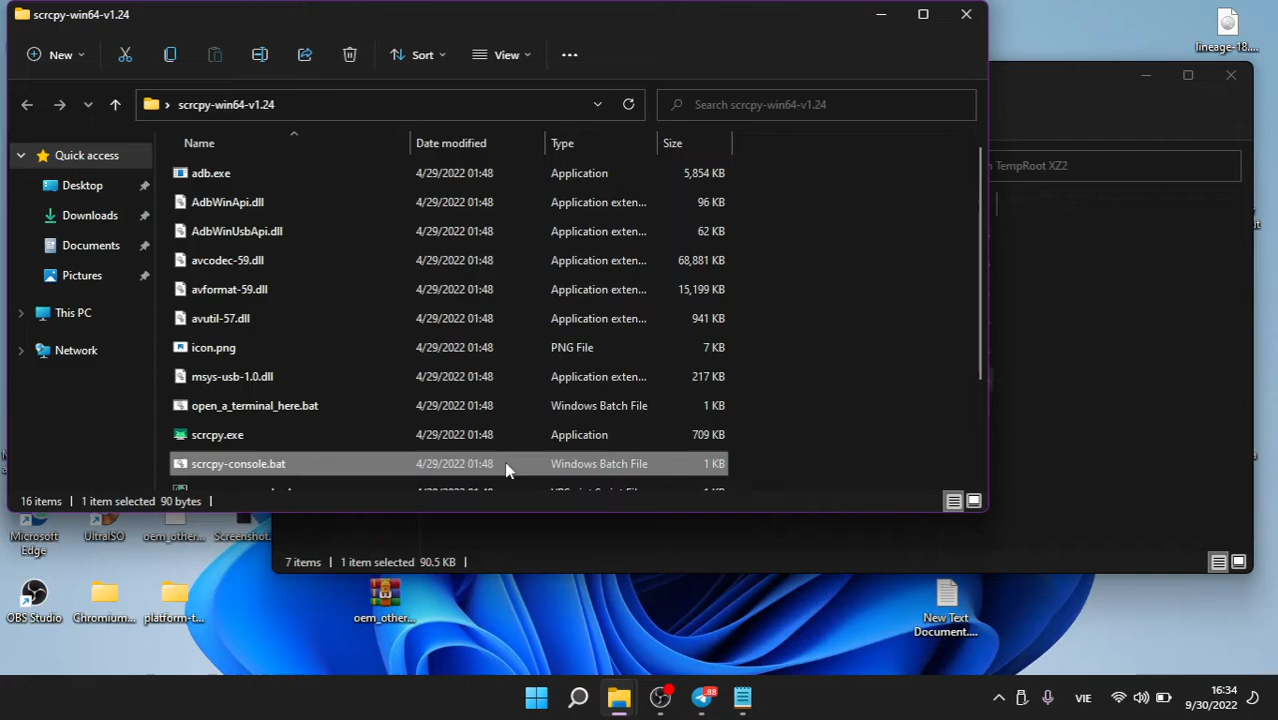 scrcpy-win64-v1.24
lineage-18....
New
Sort
View
scrcpy-win64-v1.24
Search scrcpy-win64-v1.24
TempRoot XZ2
Name
Date modified
Type
Size
Quick access
Desktop
Downloads
Documents
Pictures
This PC
Network
adb.exe 4/29/2022 01:48 Application 5,854 KB
AdbWinApi.dll 4/29/2022 01:48 Application exten... 96 KB
AdbWinUsbApi.dll 4/29/2022 01:48 Application exten... 62 KB
avcodec-59.dll 4/29/2022 01:48 Application exten... 68,881 KB
avformat-59.dll 4/29/2022 01:48 Application exten... 15,199 KB
avutil-57.dll 4/29/2022 01:48 Application exten... 941 KB
icon.png 4/29/2022 01:48 PNG File 7 KB
msys-usb-1.0.dll 4/29/2022 01:48 Application exten... 217 KB
open_a_terminal_here.bat 4/29/2022 01:48 Windows Batch File 1 KB
scrcpy.exe 4/29/2022 01:48 Application 709 KB
scrcpy-console.bat 4/29/2022 01:48 Windows Batch File 1 KB
16 items 1 item selected 90 bytes
7 items 1 item selected 90.5 KB
Microsoft Edge
UltraISO
oem_other...
Screenshot.
OBS Studio
Chromium...
platform-t...
oem_other...
New Text
Document....
88
VIE
16:34
9/30/2022